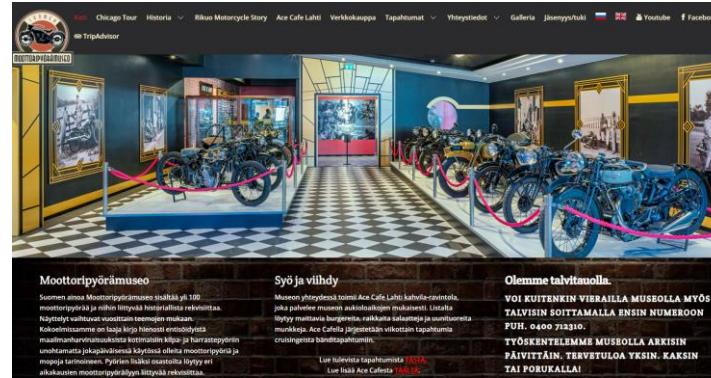 Koti Chicago Tour Historia Rikuo Motorcycle Story Ace Cafe Lahti Verkkokauppa Tapahtumat Yhteystiedot Galleria Jäsenyys/tuki Youtube Facebo
TripAdvisor
MOOTTORIPYÖRÄMUSEO
Moottoripyörämuseo
Suomen ainoa Moottoripyörämuseo sisältää yli 100
moottoripyörää ja niihin liittyvää historiallista rekvisiittaa.
Näyttelyt vaihtuvat vuosittain teemojen mukaan.
Kokoelmissamme on laaja kirjo hienosti entisöidyistä
maailmanharvinaisuuksista kotimaisiin kilpa- ja harrastepyöriin
unohtamatta jokapäiväisessä käytössä olleita moottoripyöriä ja
mopoja tarinoineen. Pyörien lisäksi osastoilta löytyy eri
aikakausien moottoripyöräilyyn liittyvää rekvisiittaa.
Syö ja viihdy
Museon yhteydessä toimii Ace Cafe Lahti kahvila-ravintola,
joka palvelee museon aukioloaikojen mukaisesti. Listalta
löytyy maittavia burgereita, raikkaita salaatteja ja uunituoreita
munkkeja. Ace Cafella järjestetään viikottain tapahtumia
cruisingeista bänditapahtumiin.
Lue tulevista tapahtumista TÄSTÄ.
Lue lisää Ace Cafesta TÄÄLTÄ.
Olemme talvitauolla.
VOI KUITENKIN VIERAILLA MUSEOLLA MYÖS
TALVISIN SOITTAMALLA ENSIN NUMEROON
PUH. 0400 712310.
TYÖSKENTELEMME MUSEOLLA ARKISIN
PÄIVITTÄIN. TERVETULOA YKSIN, KAKSIN
TAI PORUKALLA!